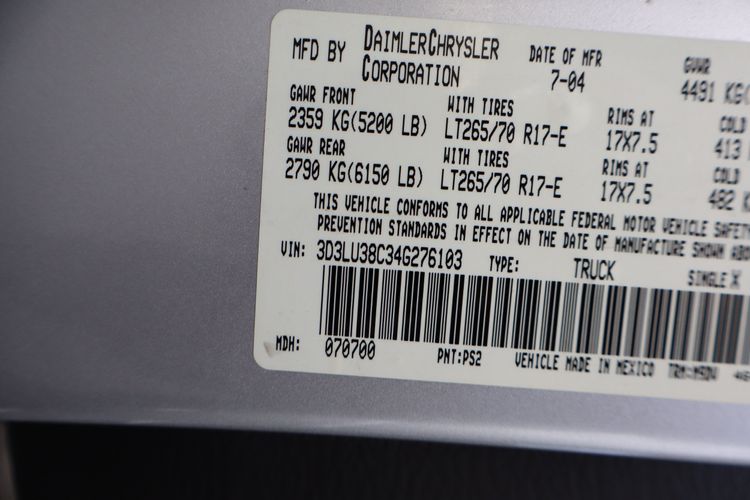 MFD BY DAIMLERCHRYSLER CORPORATION DATE OF MFR 7-04 GVWR 4491 KG(
GAWR FRONT WITH TIRES RIMS AT COLD
2359 KG(5200 LB) LT265/70 R17-E 17X7.5 413
GAWR REAR WITH TIRES RIMS AT COLD
2790 KG(6150 LB) LT265/70 R17-E 17X7.5 482 K
THIS VEHICLE CONFORMS TO ALL APPLICABLE FEDERAL MOTOR VEHICLE SAFETY
PREVENTION STANDARDS IN EFFECT ON THE DATE OF MANUFACTURE SHOWN ABO
VIN: 3D3LU38C34G276103 TYPE: TRUCK SINGLE X
MDH: 070700 PNT:PS2 VEHICLE MADE IN MEXICO